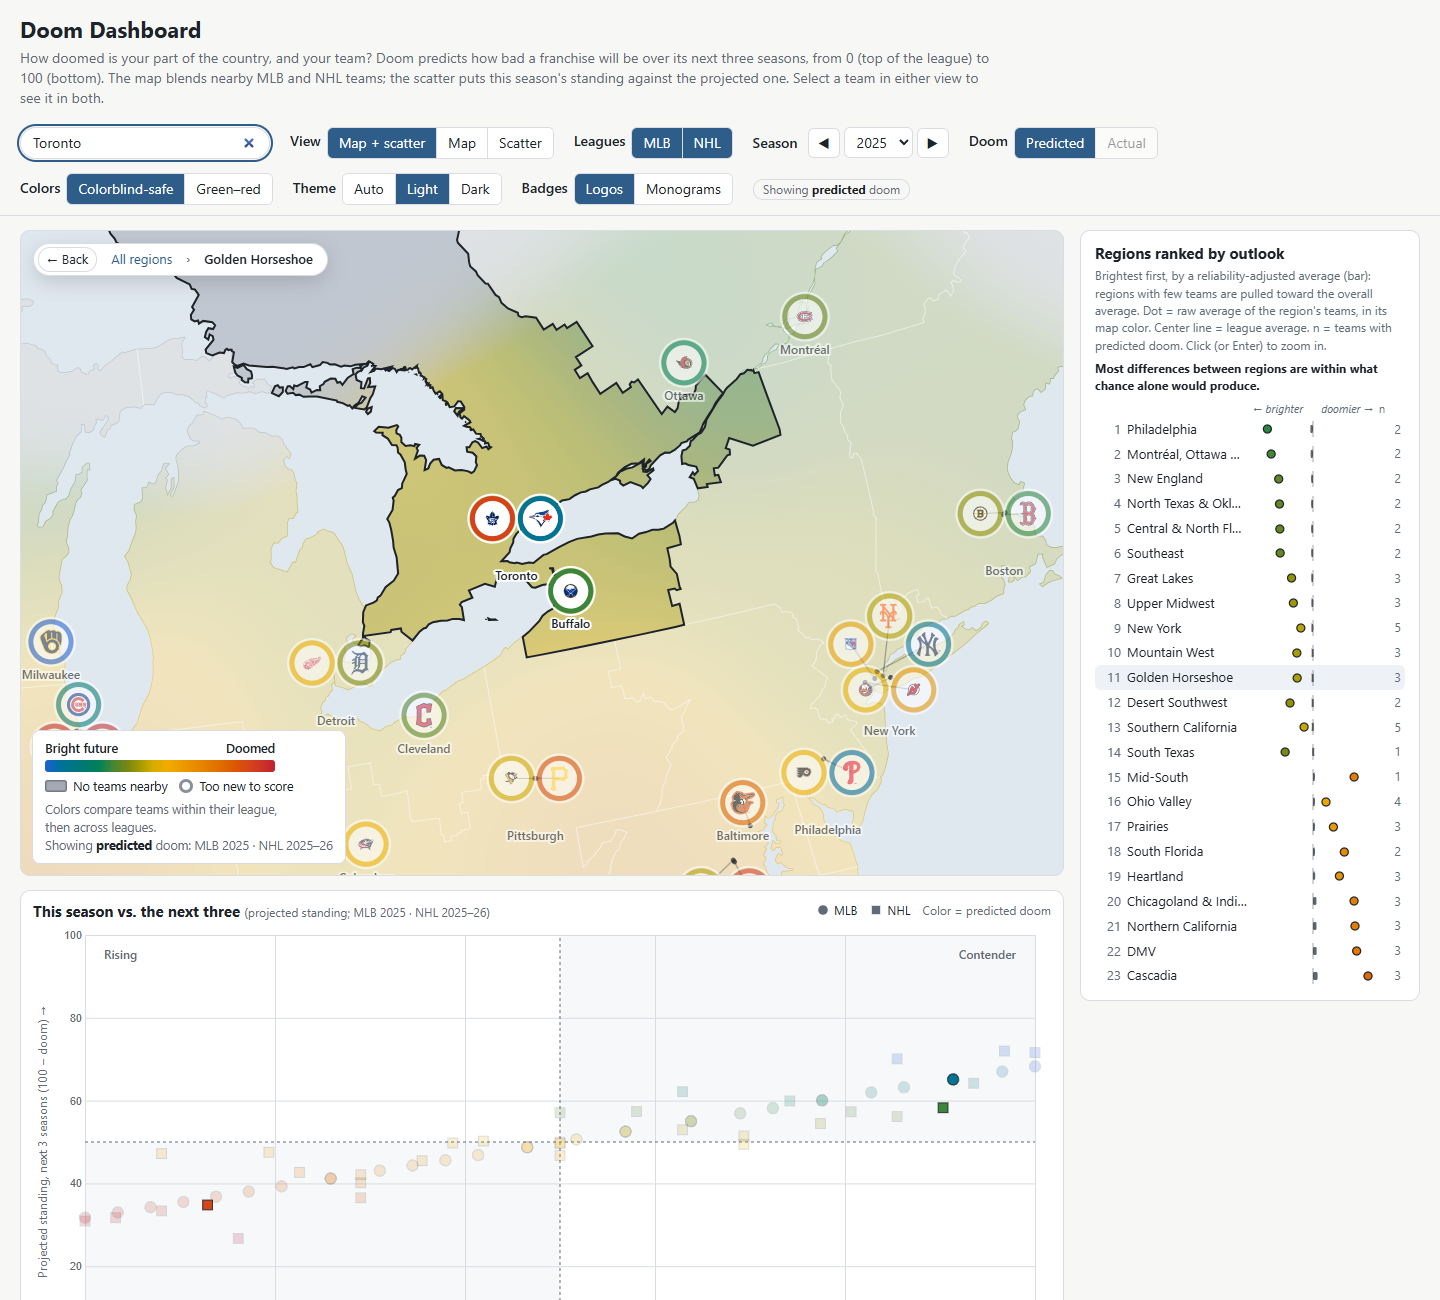 Doom Dashboard
How doomed is your part of the country, and your team? Doom predicts how bad a franchise will be over its next three seasons, from 0 (top of the league) to
100 (bottom). The map blends nearby MLB and NHL teams; the scatter puts this season's standing against the projected one. Select a team in either view to
see it in both.
Toronto ✕ View Map + scatter Map Scatter Leagues MLB NHL Season ◀ 2025 ▶ Doom Predicted Actual
Colors Colorblind-safe Green–red Theme Auto Light Dark Badges Logos Monograms Showing predicted doom
← Back All regions › Golden Horseshoe
Montréal
Ottawa
Toronto
Buffalo
Boston
Milwaukee
Detroit
Cleveland
New York
Pittsburgh
Baltimore
Philadelphia
Bright future Doomed
No teams nearby Too new to score
Colors compare teams within their league,
then across leagues.
Showing predicted doom: MLB 2025 · NHL 2025–26
Regions ranked by outlook
Brightest first, by a reliability-adjusted average (bar):
regions with few teams are pulled toward the overall
average. Dot = raw average of the region's teams, in its
map color. Center line = league average. n = teams with
predicted doom. Click (or Enter) to zoom in.
Most differences between regions are within what
chance alone would produce.
← brighter doomier → n
1 Philadelphia 2
2 Montréal, Ottawa ... 2
3 New England 2
4 North Texas & Okl... 2
5 Central & North Fl... 2
6 Southeast 2
7 Great Lakes 3
8 Upper Midwest 3
9 New York 5
10 Mountain West 3
11 Golden Horseshoe 3
12 Desert Southwest 2
13 Southern California 5
14 South Texas 1
15 Mid-South 1
16 Ohio Valley 4
17 Prairies 3
18 South Florida 2
19 Heartland 3
20 Chicagoland & Indi... 3
21 Northern California 3
22 DMV 3
23 Cascadia 3
This season vs. the next three (projected standing; MLB 2025 · NHL 2025–26)
MLB NHL Color = predicted doom
100
Rising Contender
80
60
40
20
Projected standing, next 3 seasons (100 − doom) →